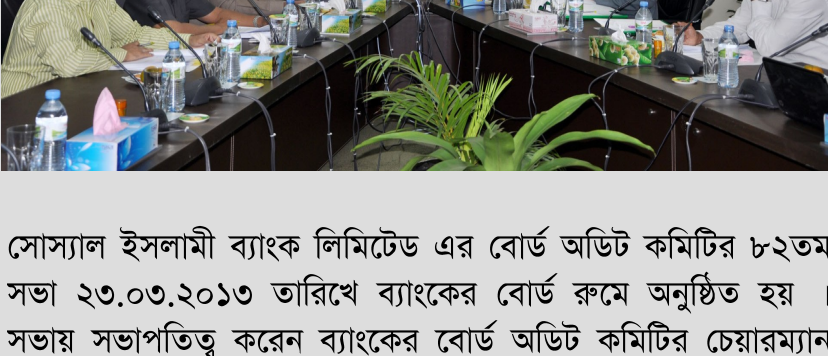 সোস্যাল ইসলামী ব্যাংক লিমিটেড এর বোর্ড অডিট কমিটির ৮২তম
সভা ২৩.০৩.২০১৩ তারিখে ব্যাংকের বোর্ড রুমে অনুষ্ঠিত হয় ।
সভায় সভাপতিত্ব করেন ব্যাংকের বোর্ড অডিট কমিটির চেয়ারম্যান